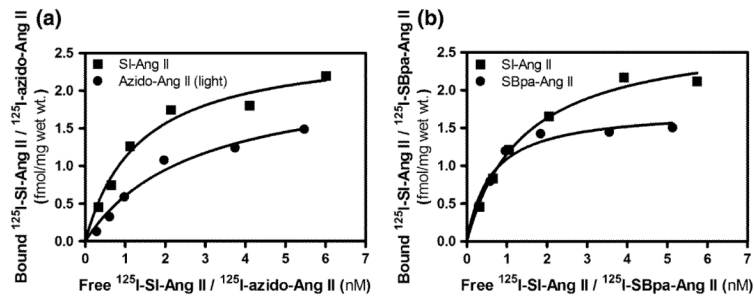 (a)
Bound ¹²⁵I-SI-Ang II / ¹²⁵I-azido-Ang II
(fmol/mg wet wt.)
2.5
2.0
1.5
1.0
0.5
0.0
SI-Ang II
Azido-Ang II (light)
0 1 2 3 4 5 6 7
Free ¹²⁵I-SI-Ang II / ¹²⁵I-azido-Ang II (nM)
(b)
Bound ¹²⁵I-SI-Ang II / ¹²⁵I-SBpa-Ang II
(fmol/mg wet wt.)
2.5
2.0
1.5
1.0
0.5
0.0
SI-Ang II
SBpa-Ang II
0 1 2 3 4 5 6 7
Free ¹²⁵I-SI-Ang II / ¹²⁵I-SBpa-Ang II (nM)